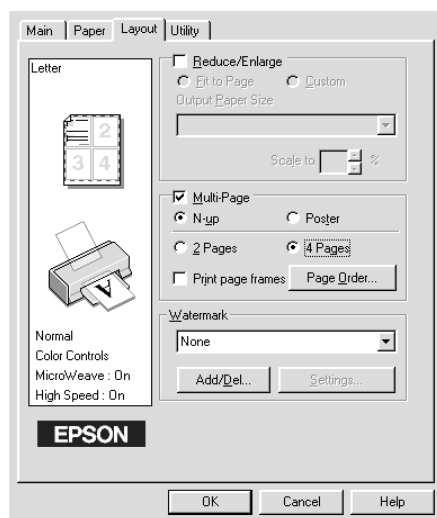 Main Paper Layout Utility
Letter
2
3 4
A
Normal
Color Controls
MicroWeave : On
High Speed : On
EPSON
Reduce/Enlarge
Fit to Page Custom
Output Paper Size
Scale to %
Multi-Page
N-up Poster
2 Pages 4 Pages
Print page frames Page Order...
Watermark
None
Add/Del... Settings...
OK Cancel Help